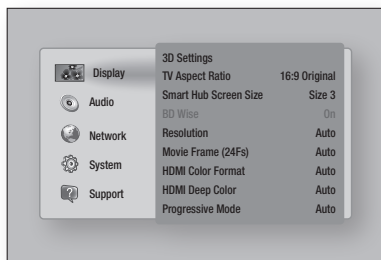 Display
Audio
Network
System
Support
3D Settings
TV Aspect Ratio 16:9 Original
Smart Hub Screen Size Size 3
BD Wise On
Resolution Auto
Movie Frame (24Fs) Auto
HDMI Color Format Auto
HDMI Deep Color Auto
Progressive Mode Auto